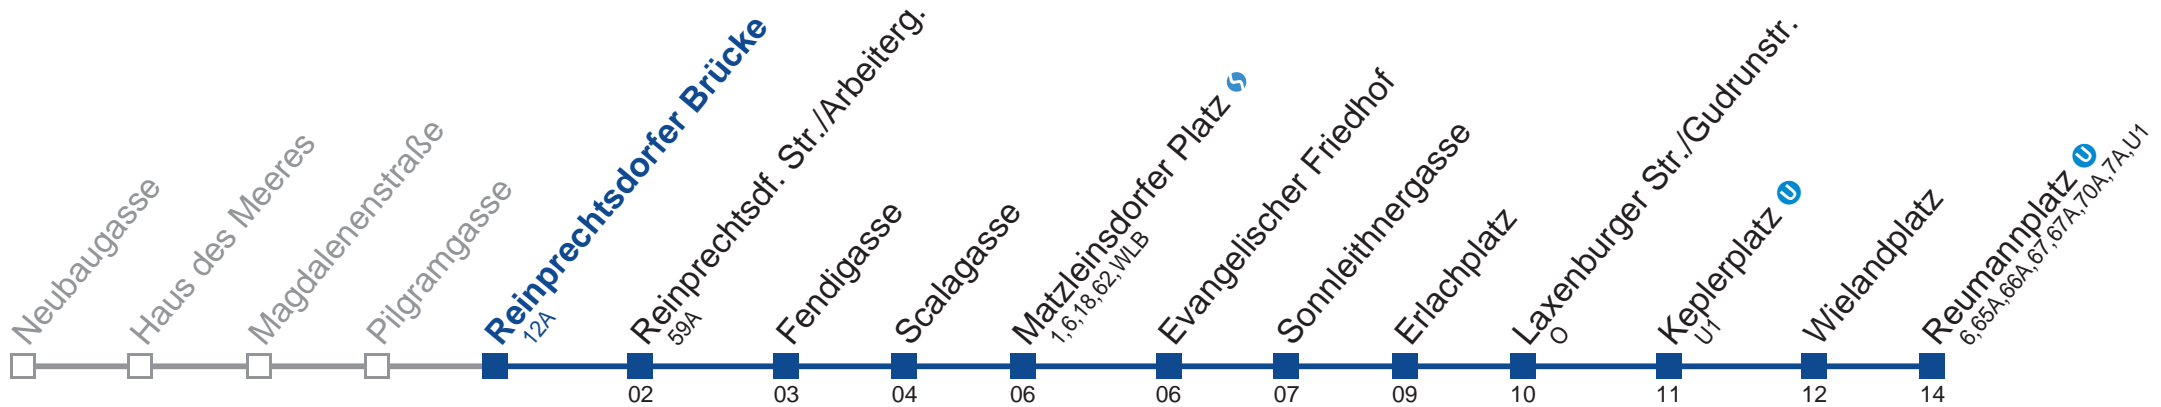 Neubaugasse
Haus des Meeres
Magdalenenstraße
Pilgramgasse
Reinprechtsdorfer Brücke
12A
Reinprechtsdf. Str./Arbeiterg.
59A
Fendigasse
Scalagasse
Matzleinsdorfer Platz S
1,6,18,62,WLB
Evangelischer Friedhof
Sonnleithnergasse
Erlachplatz
Laxenburger Str./Gudrunstr.
O
Keplerplatz U
U1
Wielandplatz
Reumannplatz U
6,65A,66A,67,67A,70A,7A,U1
02 03 04 06 06 07 09 10 11 12 14